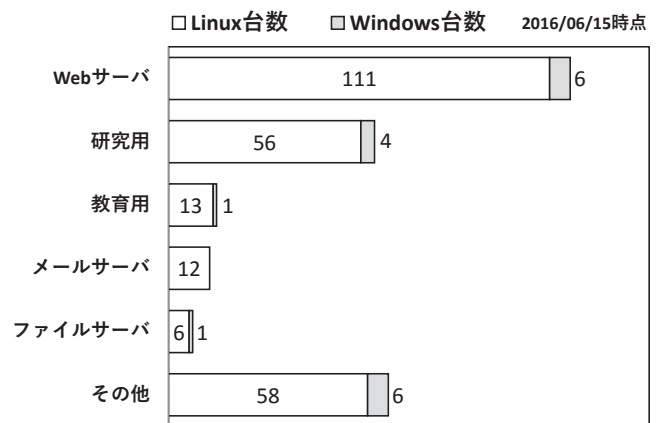 □Linux台数 □Windows台数 2016/06/15時点
Webサーバ 111 6
研究用 56 4
教育用 13 1
メールサーバ 12
ファイルサーバ 6 1
その他 58 6